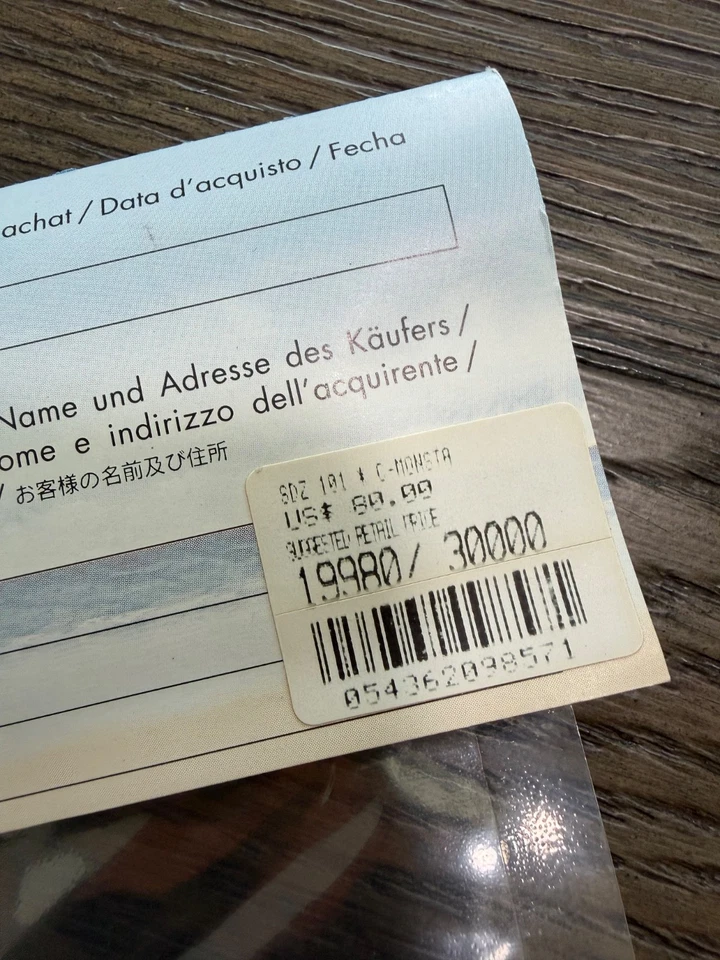 achat / Data d'acquisto / Fecha
Name und Adresse des Käufers /
ome e indirizzo dell'acquirente /
/ お客様の名前及び住所
SDZ 101 * C-MONSTA
US$ 80.00
SUGGESTED RETAIL PRICE
19980/ 30000
054362098571